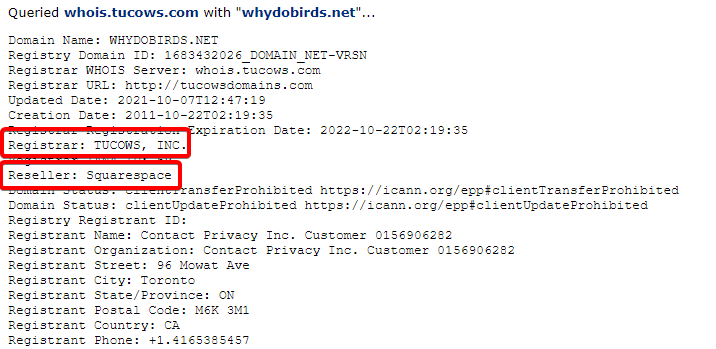 Queried whois.tucows.com with "whydobirds.net"...
Domain Name: WHYDOBIRDS.NET
Registry Domain ID: 1683432026_DOMAIN_NET-VRSN
Registrar WHOIS Server: whois.tucows.com
Registrar URL: http://tucowsdomains.com
Updated Date: 2021-10-07T12:47:19
Creation Date: 2011-10-22T02:19:35
Registrar Registration Expiration Date: 2022-10-22T02:19:35
Registrar: TUCOWS, INC.
Reseller: Squarespace
Domain Status: clientTransferProhibited https://icann.org/epp#clientTransferProhibited
Domain Status: clientUpdateProhibited https://icann.org/epp#clientUpdateProhibited
Registry Registrant ID:
Registrant Name: Contact Privacy Inc. Customer 0156906282
Registrant Organization: Contact Privacy Inc. Customer 0156906282
Registrant Street: 96 Mowat Ave
Registrant City: Toronto
Registrant State/Province: ON
Registrant Postal Code: M6K 3M1
Registrant Country: CA
Registrant Phone: +1.4165385457